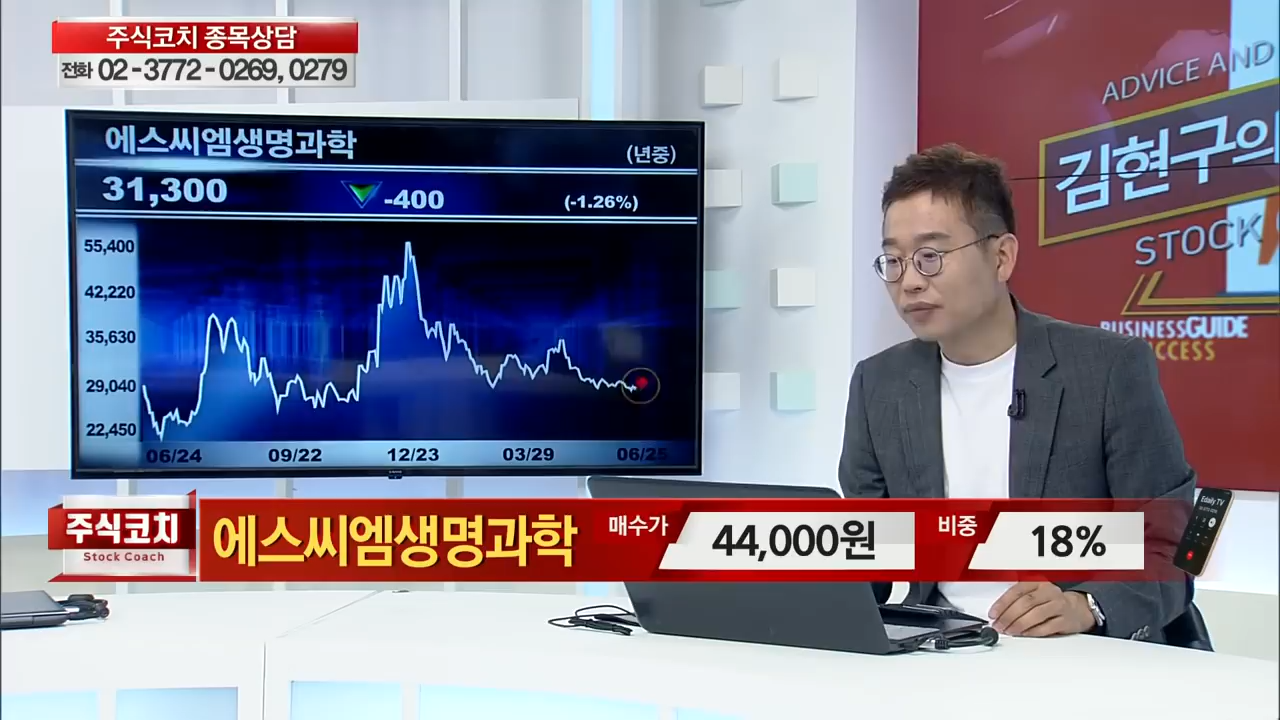 주식코치 종목상담
전화 02-3772-0269, 0279
에스씨엠생명과학
(년중)
31,300
-400
(-1.26%)
55,400
42,220
35,630
29,040
22,450
06/24
09/22
12/23
03/29
06/25
ADVICE AND
김현구의
STOCK
BUSINESSGUIDE
주식코치
Stock Coach
에스씨엠생명과학
매수가
44,000원
비중
18%
Edaily TV